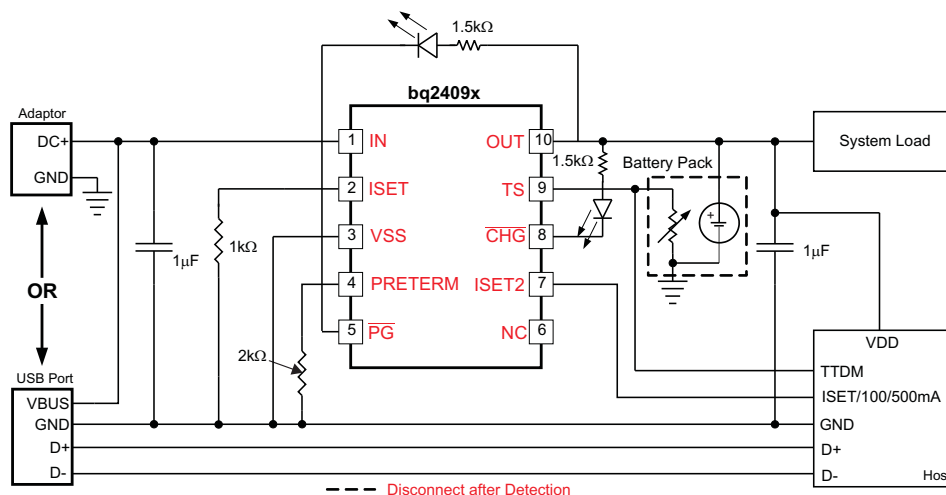 1.5kΩ
bq2409x
Adaptor
DC+
GND
1
IN
OUT
10
System Load
1.5kΩ
Battery Pack
2
ISET
TS
9
+
1kΩ
1μF
3
VSS
CHG
8
1μF
OR
4
PRETERM
ISET2
7
5
PG
NC
6
2kΩ
VDD
USB Port
TTDM
VBUS
ISET/100/500mA
GND
GND
D+
D+
D-
D-
Hos
Disconnect after Detection